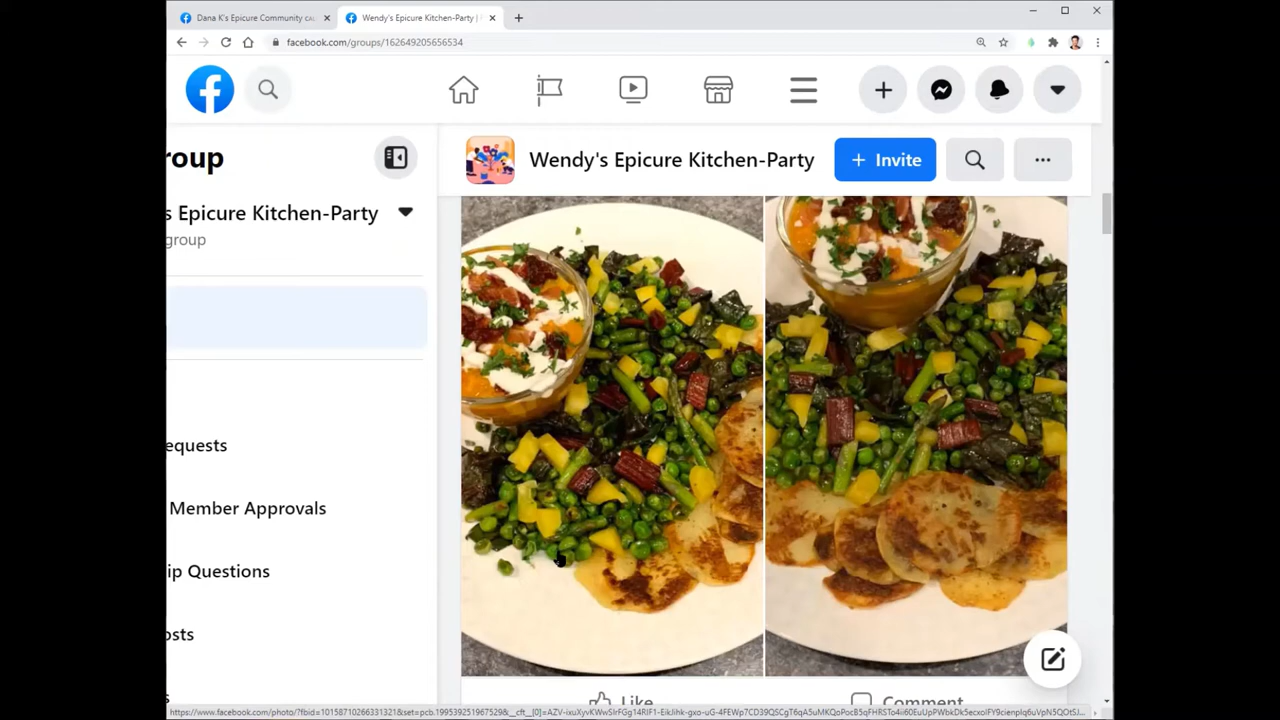 Dana K's Epicure Community ca
Wendy's Epicure Kitchen-Party |
facebook.com/groups/162649205656534
roup
Wendy's Epicure Kitchen-Party
+ Invite
s Epicure Kitchen-Party
group
equests
Member Approvals
ip Questions
osts
Like
Comment